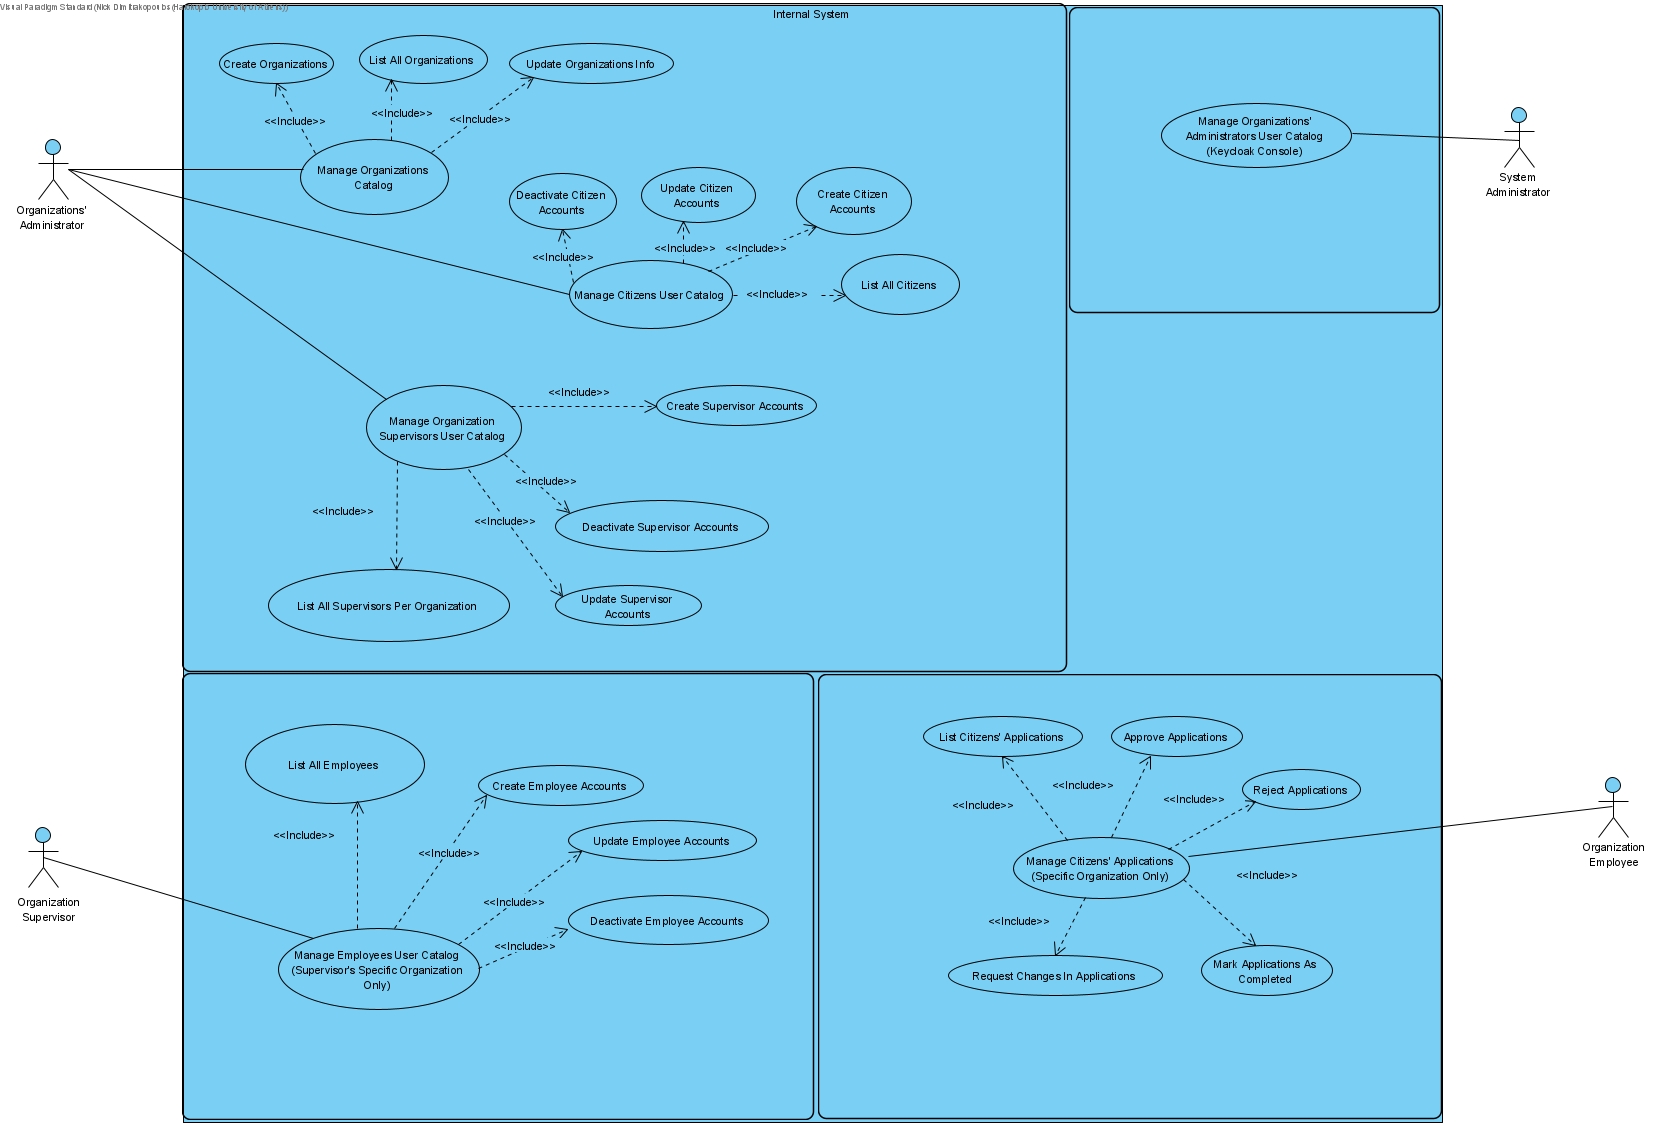 Visual Paradigm Standard (Nick Dimitrakopoulos (Harokopio University of Athens))
Internal System
Create Organizations
List All Organizations
Update Organizations Info
<<Include>>
<<Include>>
<<Include>>
Manage Organizations
Catalog
Organizations'
Administrator
Manage Organizations'
Administrators User Catalog
(Keycloak Console)
System
Administrator
Deactivate Citizen
Accounts
Update Citizen
Accounts
Create Citizen
Accounts
<<Include>>
<<Include>>
<<Include>>
Manage Citizens User Catalog
<<Include>>
List All Citizens
<<Include>>
Create Supervisor Accounts
Manage Organization
Supervisors User Catalog
<<Include>>
<<Include>>
<<Include>>
Deactivate Supervisor Accounts
List All Supervisors Per Organization
Update Supervisor
Accounts
List All Employees
Create Employee Accounts
<<Include>>
<<Include>>
Update Employee Accounts
<<Include>>
Deactivate Employee Accounts
<<Include>>
Manage Employees User Catalog
(Supervisor's Specific Organization
Only)
Organization
Supervisor
List Citizens' Applications
Approve Applications
<<Include>>
<<Include>>
<<Include>>
Reject Applications
Manage Citizens' Applications
(Specific Organization Only)
<<Include>>
<<Include>>
Request Changes In Applications
Mark Applications As
Completed
Organization
Employee